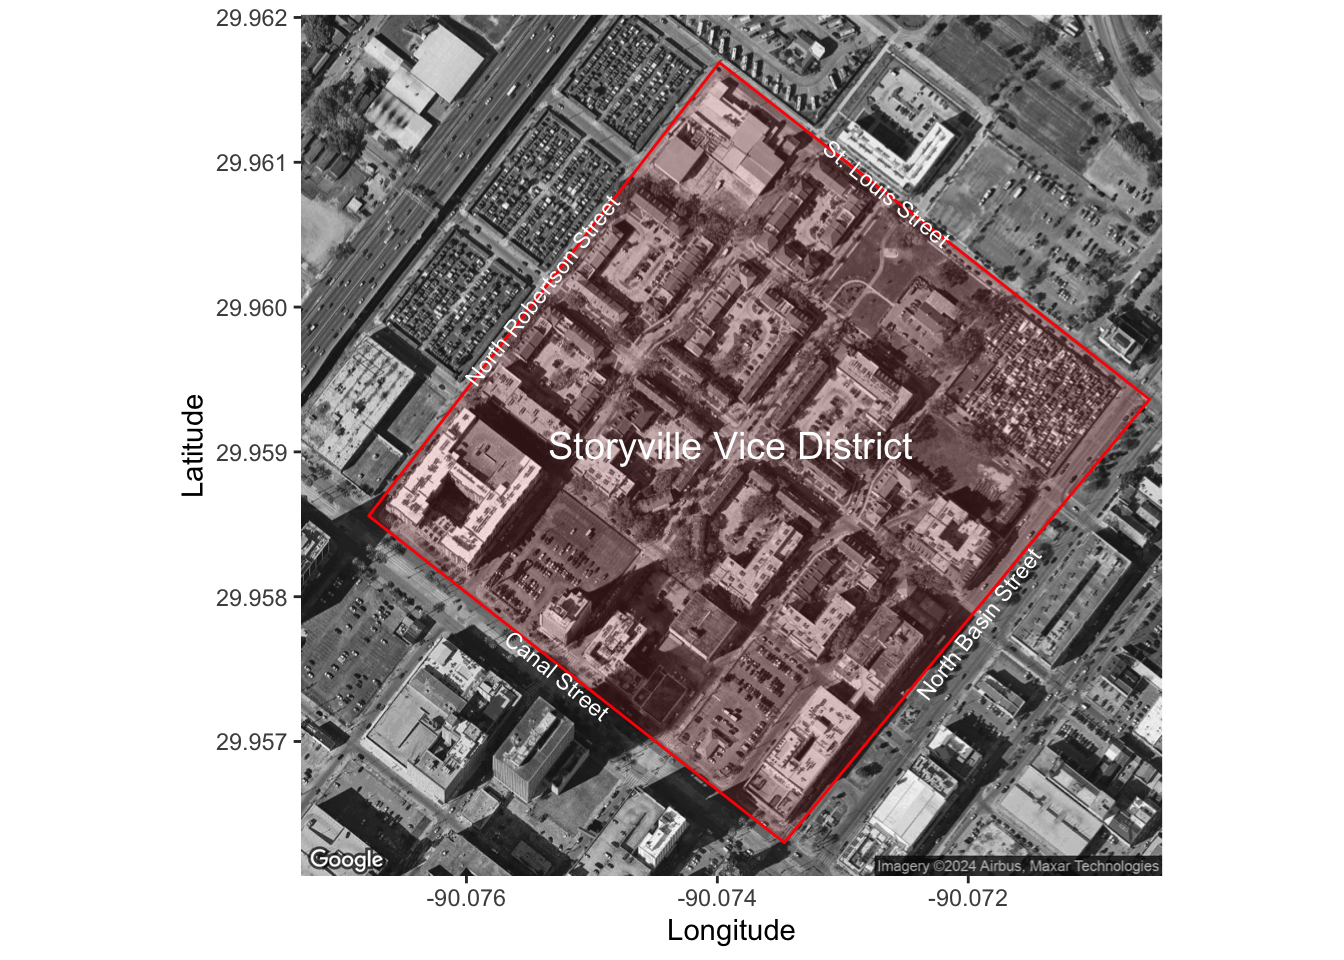 29.962
29.961
29.960
29.959
29.958
29.957
Latitude
St. Louis Street
North Robertson Street
Storyville Vice District
North Basin Street
Canal Street
Google
Imagery ©2024 Airbus, Maxar Technologies
-90.076
-90.074
-90.072
Longitude